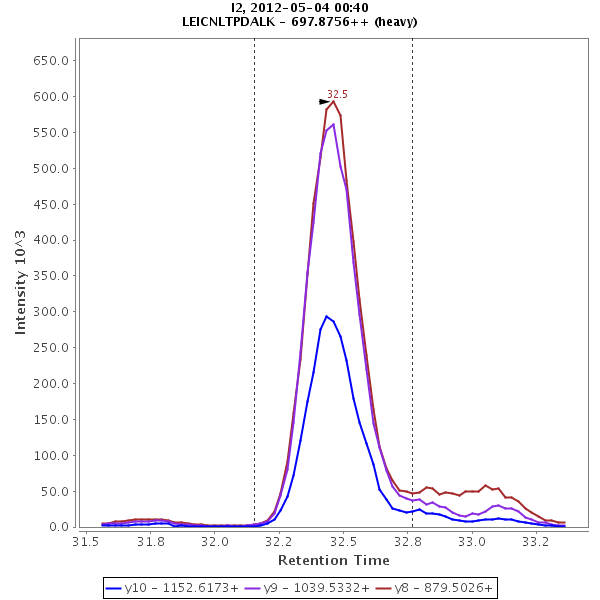 I2, 2012-05-04 00:40
LEICNLTPDALK - 697.8756++ (heavy)
650.0
600.0
550.0
500.0
450.0
400.0
350.0
300.0
250.0
200.0
150.0
100.0
50.0
0.0
Intensity 10^3
32.5
31.5 31.8 32.0 32.2 32.5 32.8 33.0 33.2
Retention Time
y10 - 1152.6173+ y9 - 1039.5332+ y8 - 879.5026+